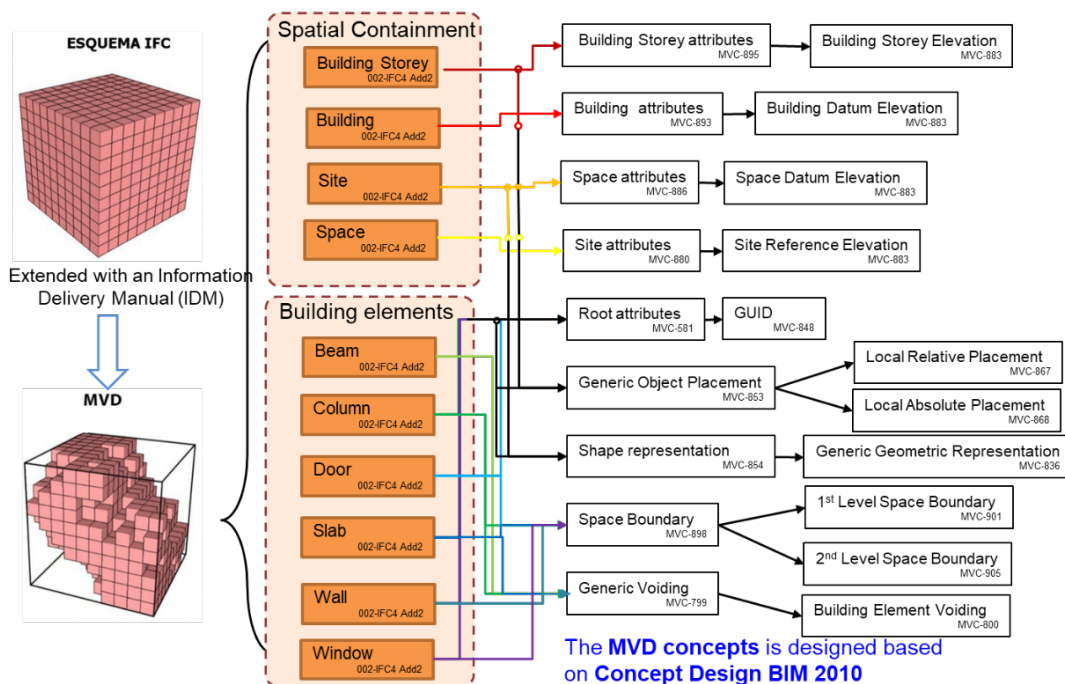 ESQUEMA IFC
Extended with an Information
Delivery Manual (IDM)
MVD
Spatial Containment
Building Storey
002-IFC4 Add2
Building
002-IFC4 Add2
Site
002-IFC4 Add2
Space
002-IFC4 Add2
Building elements
Beam
002-IFC4 Add2
Column
002-IFC4 Add2
Door
002-IFC4 Add2
Slab
002-IFC4 Add2
Wall
002-IFC4 Add2
Window
002-IFC4 Add2
Building Storey attributes
MVC-895
Building Storey Elevation
MVC-883
Building attributes
MVC-893
Building Datum Elevation
MVC-883
Space attributes
MVC-886
Space Datum Elevation
MVC-883
Site attributes
MVC-880
Site Reference Elevation
MVC-883
Root attributes
MVC-581
GUID
MVC-848
Generic Object Placement
MVC-853
Local Relative Placement
MVC-867
Local Absolute Placement
MVC-868
Shape representation
MVC-854
Generic Geometric Representation
MVC-836
Space Boundary
MVC-898
1st Level Space Boundary
MVC-901
2nd Level Space Boundary
MVC-905
Generic Voiding
MVC-799
Building Element Voiding
MVC-800
The MVD concepts is designed based
on Concept Design BIM 2010